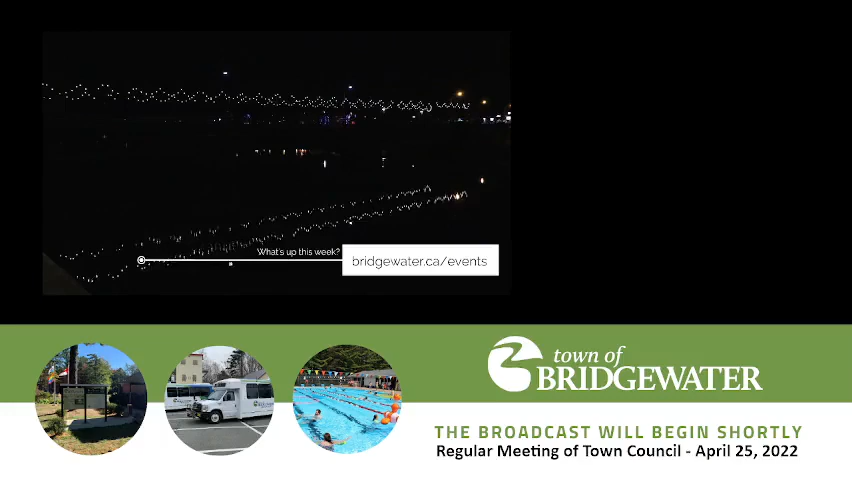 What's up this week?
bridgewater.ca/events
town of
BRIDGEWATER
THE BROADCAST WILL BEGIN SHORTLY
Regular Meeting of Town Council - April 25, 2022